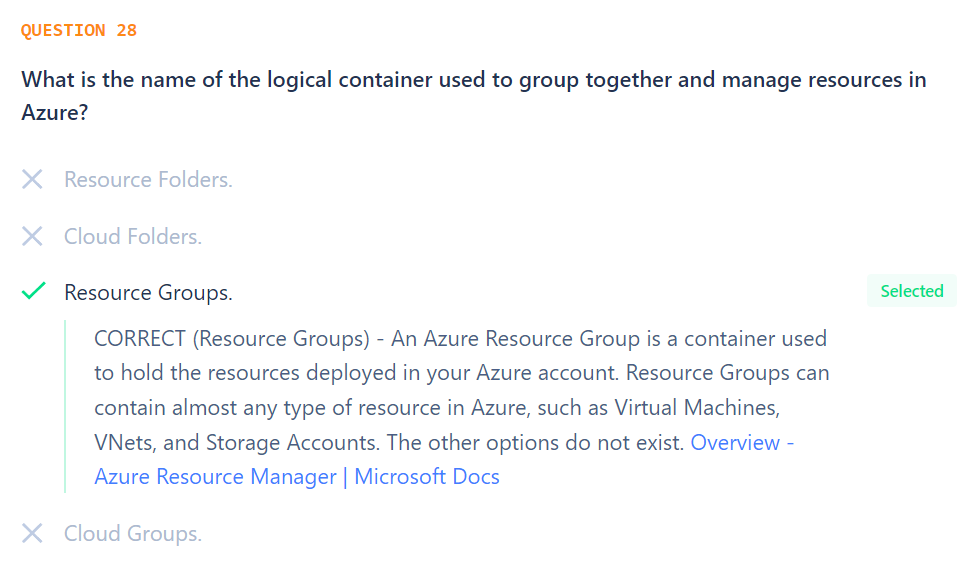 QUESTION 28
What is the name of the logical container used to group together and manage resources in
Azure?
Resource Folders.
Cloud Folders.
Resource Groups.
Selected
CORRECT (Resource Groups) - An Azure Resource Group is a container used
to hold the resources deployed in your Azure account. Resource Groups can
contain almost any type of resource in Azure, such as Virtual Machines,
VNets, and Storage Accounts. The other options do not exist. Overview -
Azure Resource Manager | Microsoft Docs
Cloud Groups.